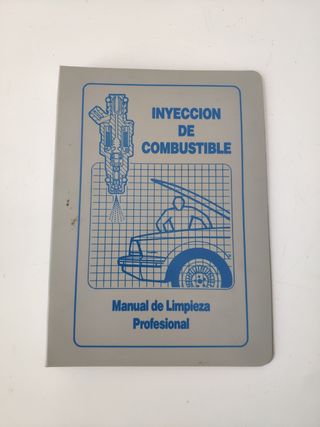 INYECCION
DE
COMBUSTIBLE
Manual de Limpieza
Profesional